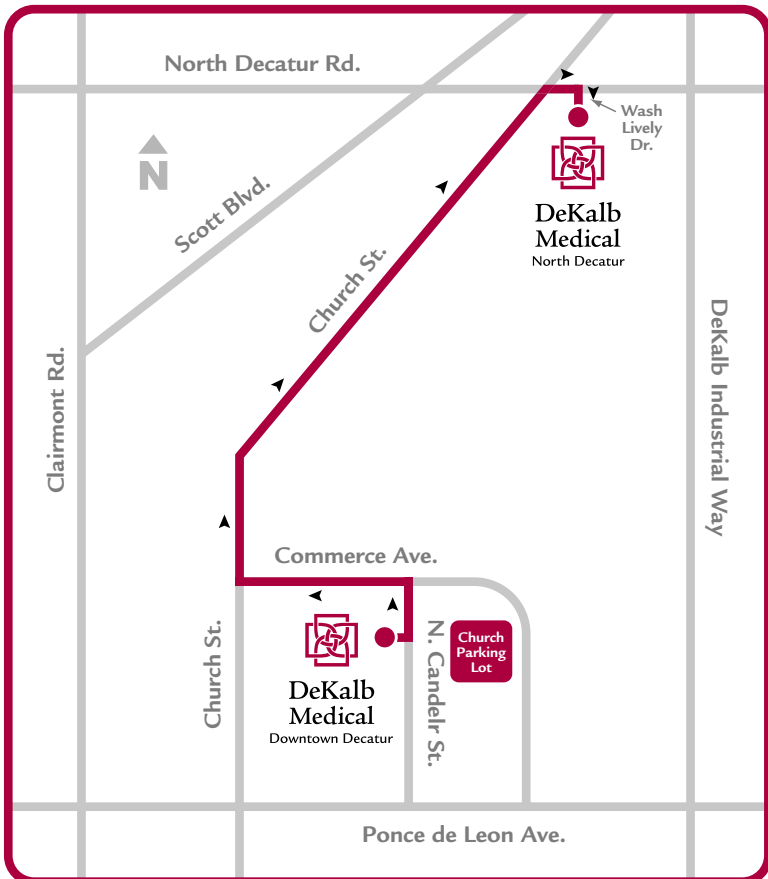 North Decatur Rd.
Wash
Lively
Dr.
N
Scott Blvd.
DeKalb
Medical
North Decatur
Church St.
DeKalb Industrial Way
Clairmont Rd.
Commerce Ave.
Church St.
N. Candelr St.
Church
Parking
Lot
DeKalb
Medical
Downtown Decatur
Ponce de Leon Ave.